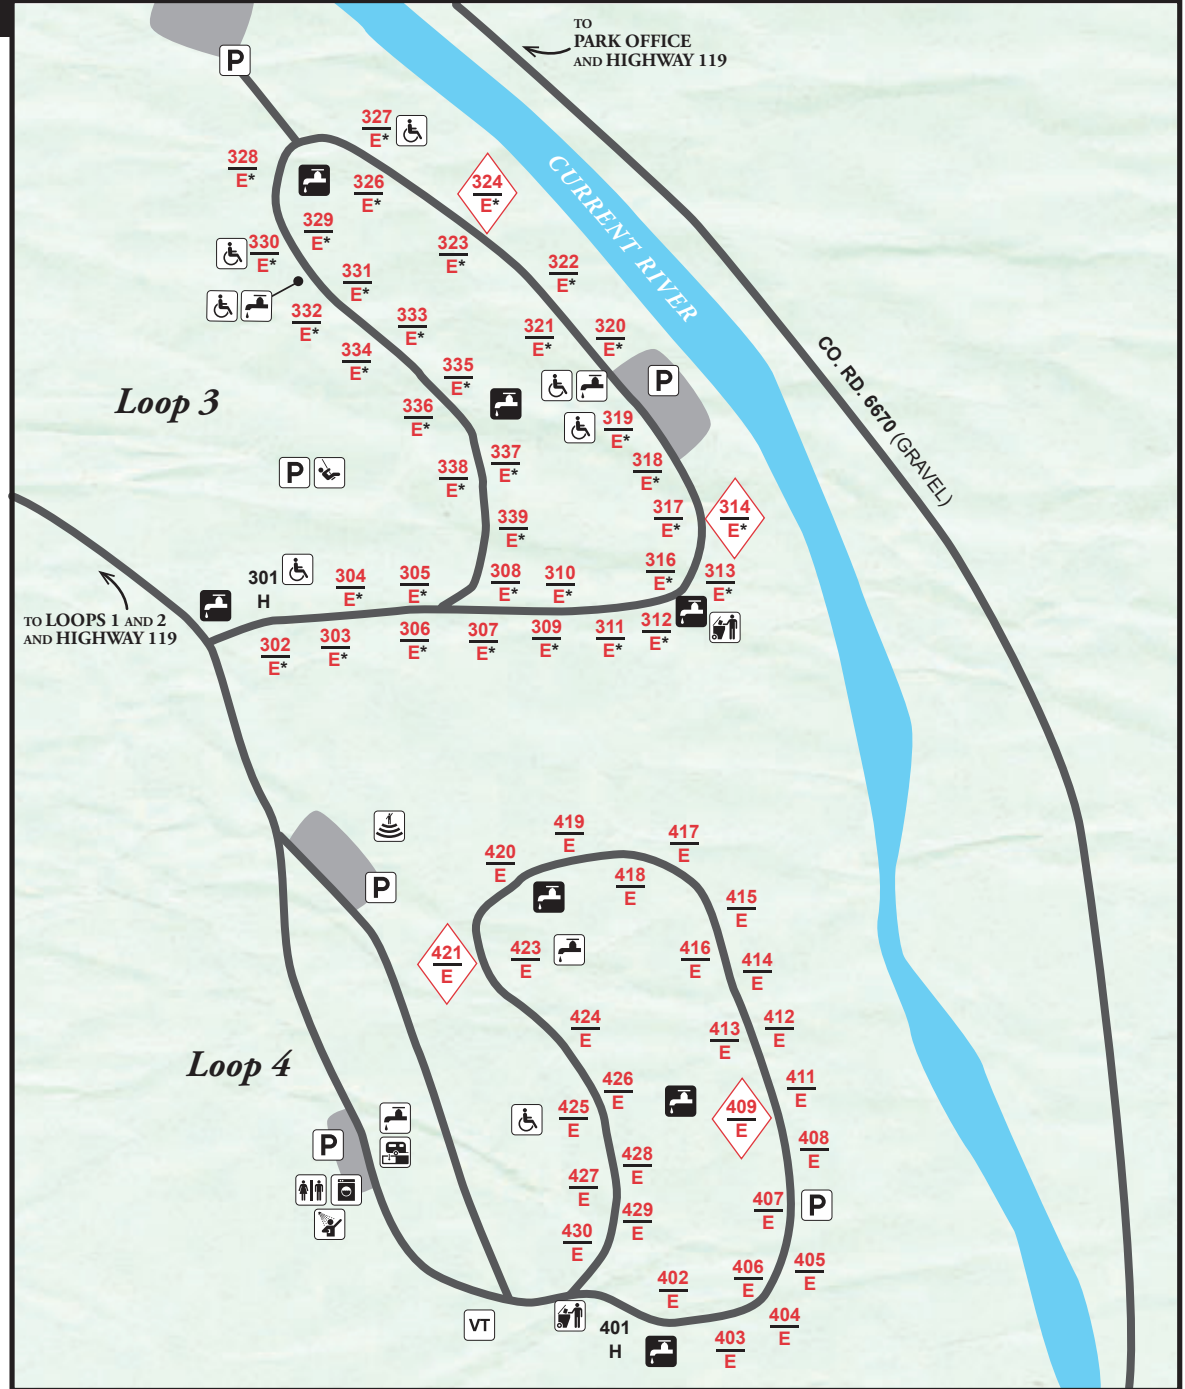 TO
PARK OFFICE
AND HIGHWAY 119
P
327
E*
328
E*
326
E*
324
E*
CURRENT RIVER
329
E*
330
E*
323
E*
322
E*
331
E*
332
E*
333
E*
321
E*
320
E*
334
E*
335
E*
P
CO. RD. 6670 (GRAVEL)
Loop 3
336
E*
319
E*
337
E*
338
E*
318
E*
P
339
E*
317
E*
314
E*
301
H
304
E*
305
E*
308
E*
310
E*
316
E*
313
E*
TO LOOPS 1 AND 2
AND HIGHWAY 119
302
E*
303
E*
306
E*
307
E*
309
E*
311
E*
312
E*
419
E
417
E
420
E
418
E
P
415
E
421
E
423
E
416
E
414
E
424
E
413
E
412
E
Loop 4
426
E
425
E
409
E
411
E
P
428
E
408
E
427
E
407
E
P
429
E
430
E
402
E
406
E
405
E
VT
401
H
403
E
404
E